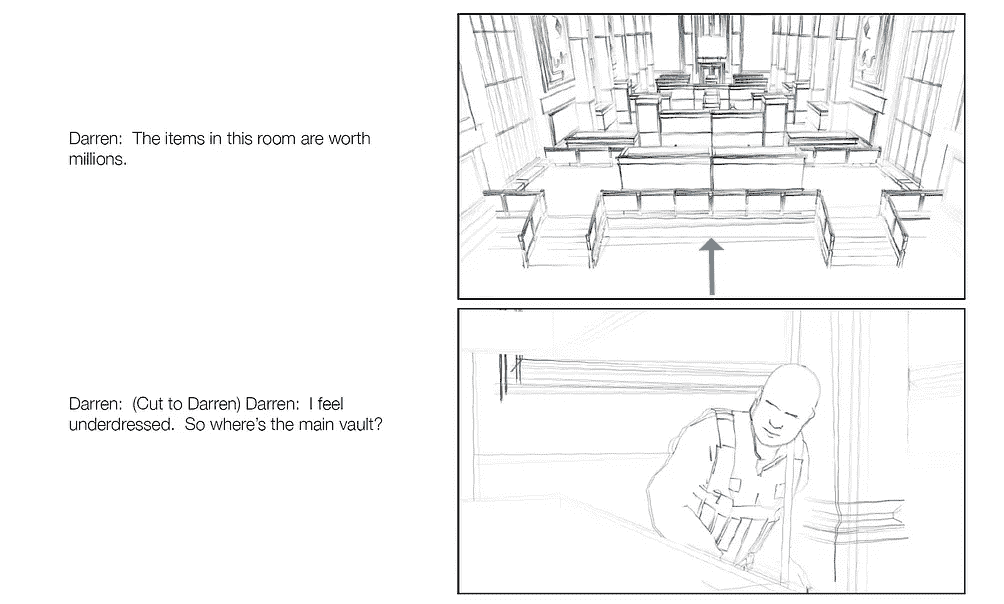 Darren:  The items in this room are worth
millions.
Darren:  (Cut to Darren) Darren:  I feel
underdressed.  So where's the main vault?